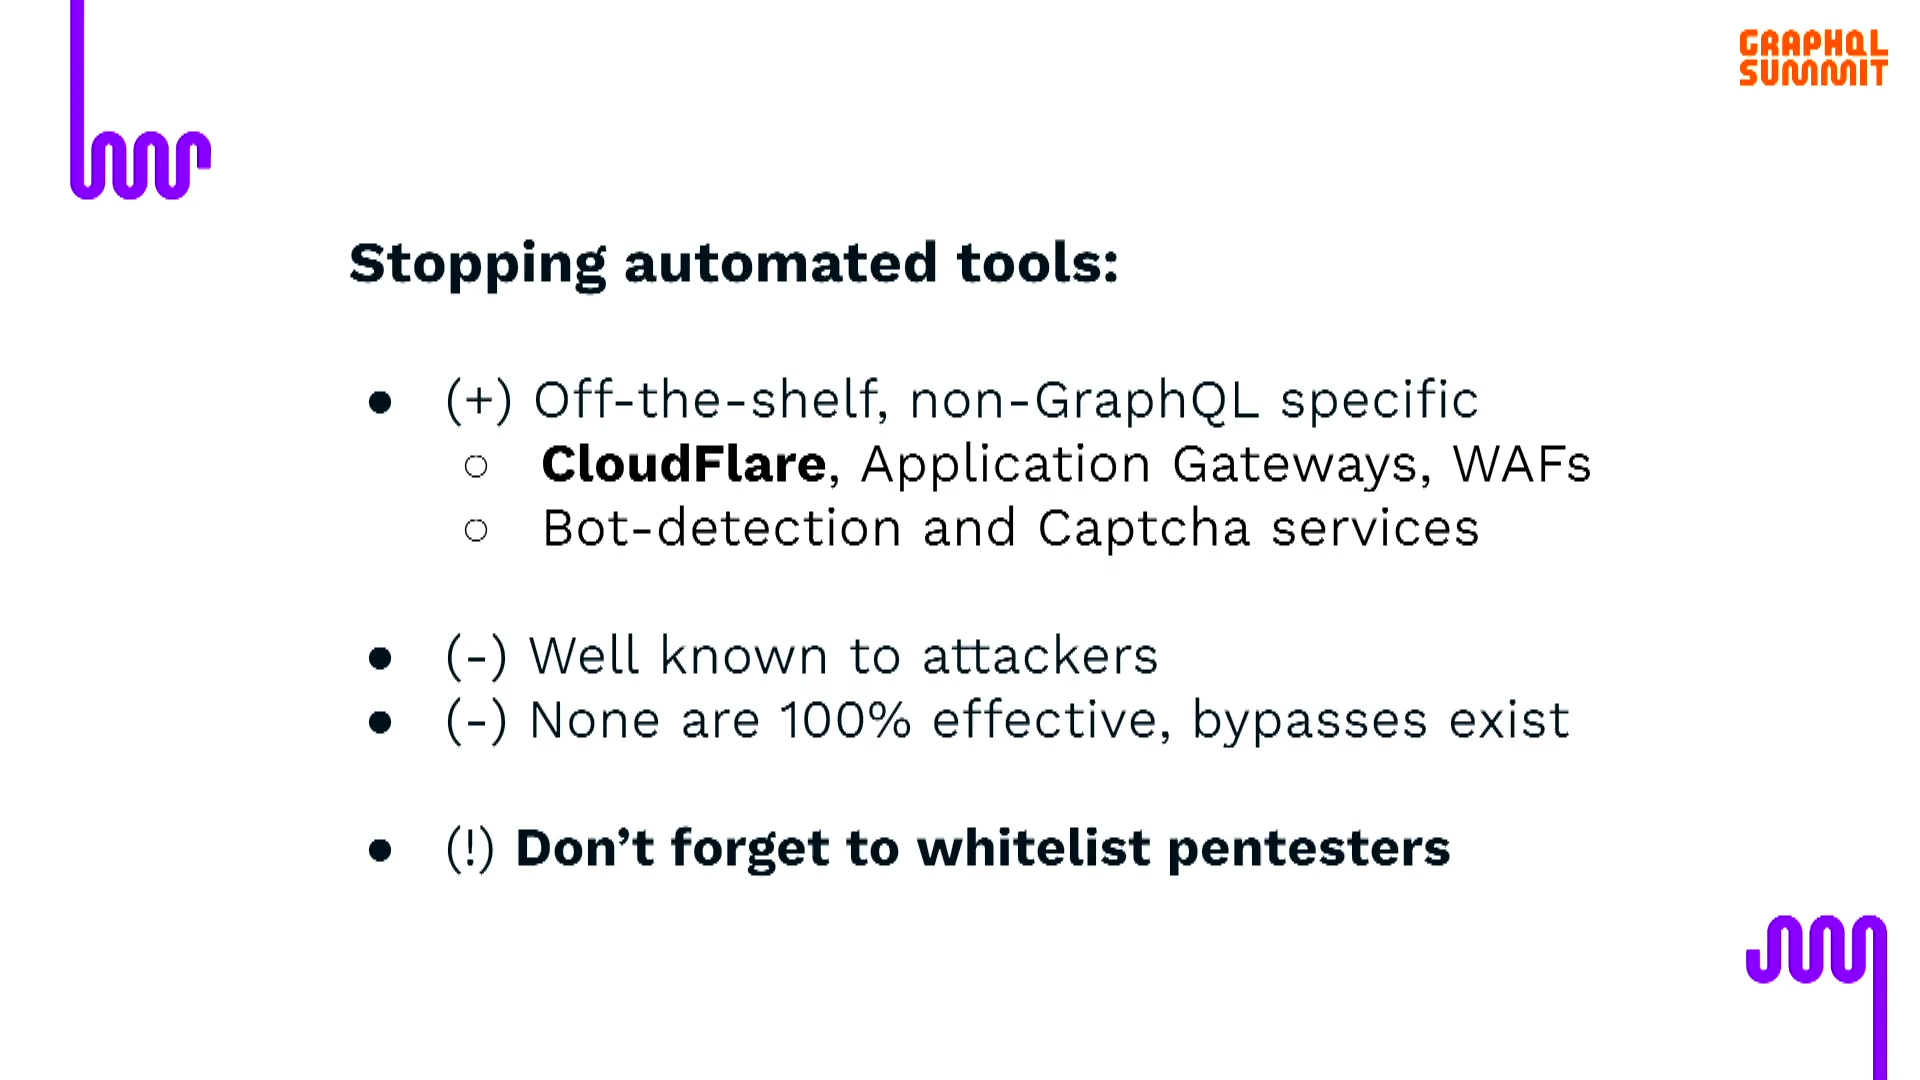 GRAPHQL
SUMMIT
Stopping automated tools:
● (+) Off-the-shelf, non-GraphQL specific
○ CloudFlare, Application Gateways, WAFs
○ Bot-detection and Captcha services
● (-) Well known to attackers
● (-) None are 100% effective, bypasses exist
● (!) Don’t forget to whitelist pentesters